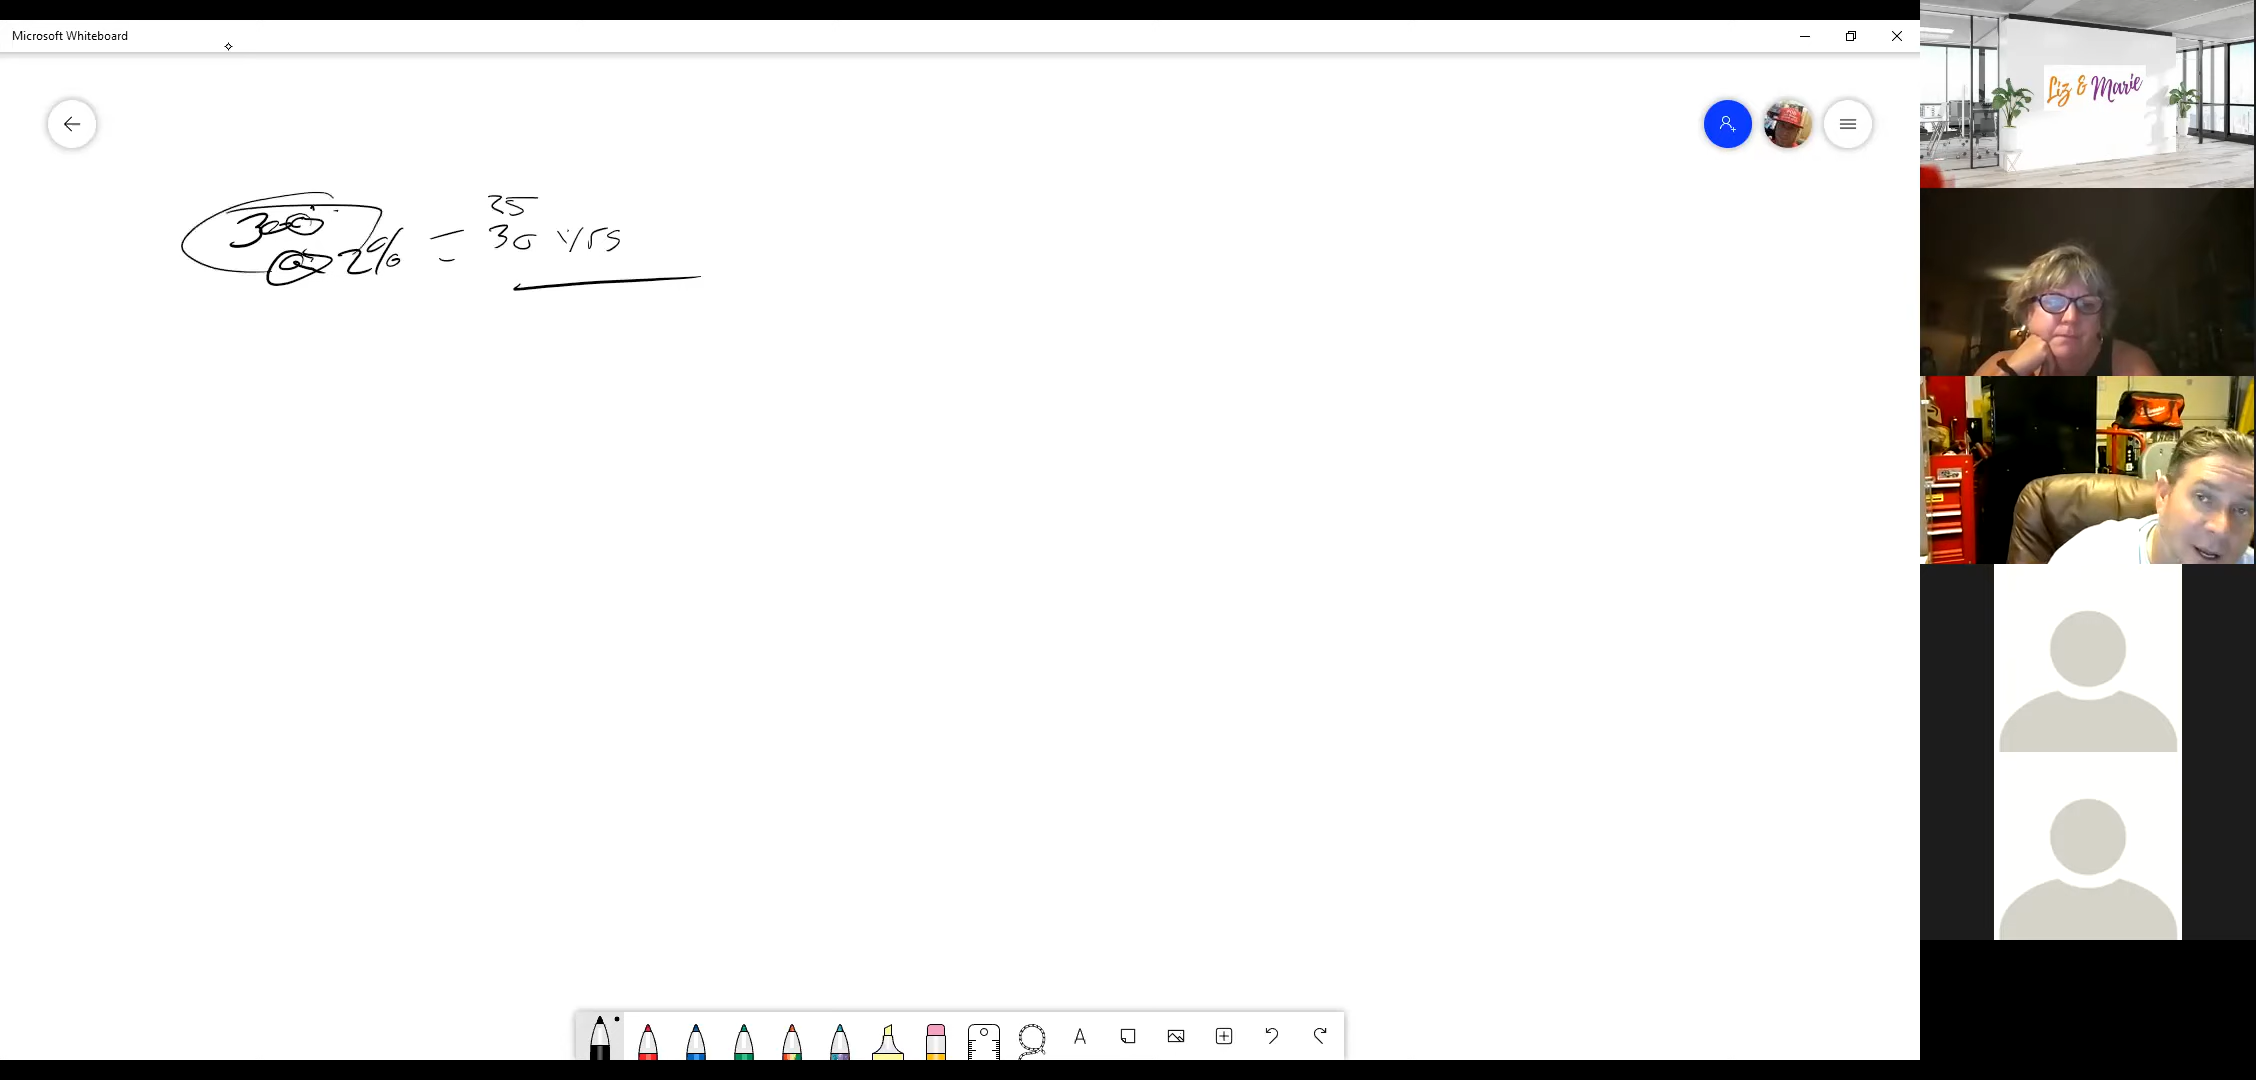 Microsoft Whiteboard
Liz & Marie
25
300
@ 2% = 30 yrs
A